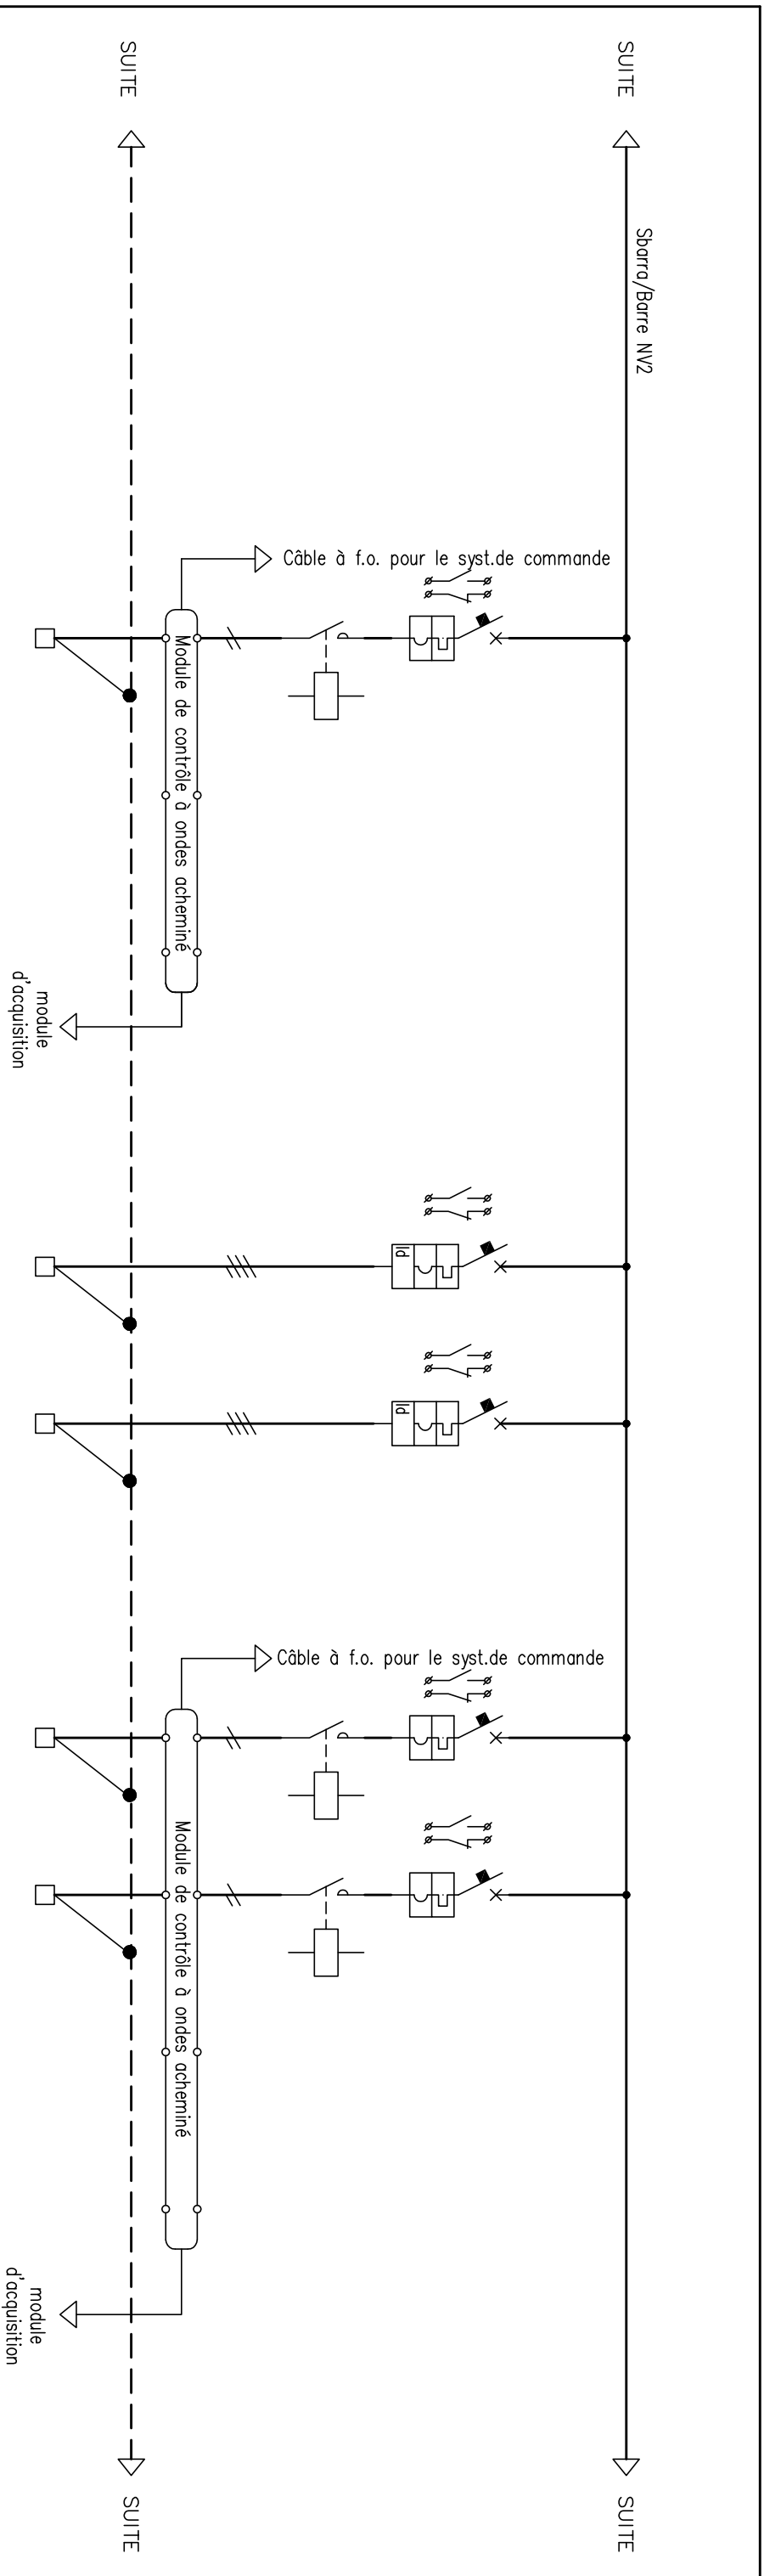 SUITE
SUITE
Sbarra/Barre NV2
Câble à f.o. pour le syst.de commande
Module de contrôle à ondes acheminé
module
d'acquisition
Id
Id
Câble à f.o. pour le syst.de commande
Module de contrôle à ondes acheminé
module
d'acquisition
SUITE
SUITE